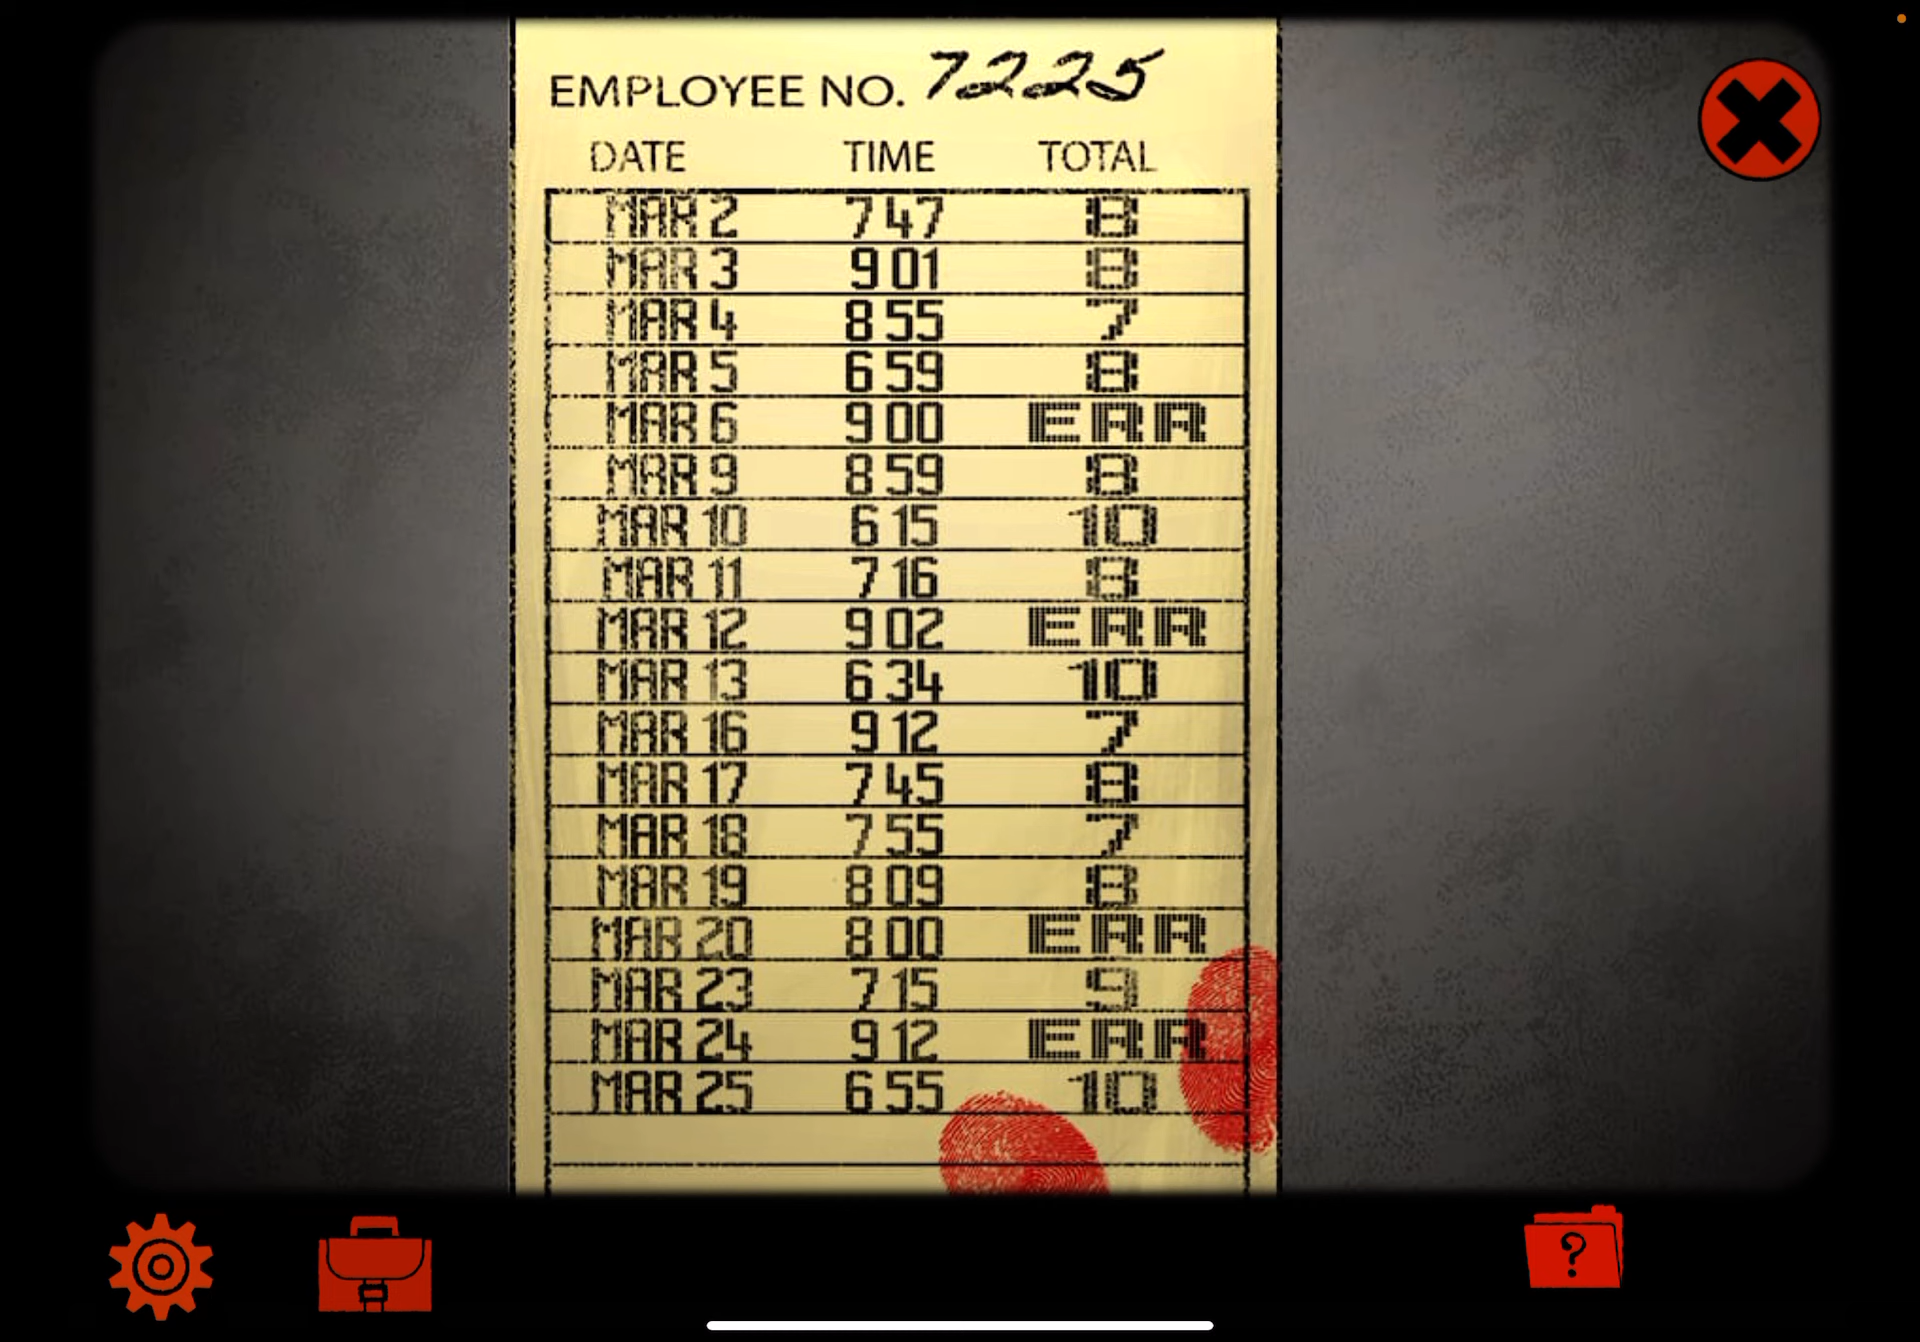 EMPLOYEE NO. 7225
DATE TIME TOTAL
MAR 2 7 47 8
MAR 3 9 01 8
MAR 4 8 55 7
MAR 5 6 59 8
MAR 6 9 00 ERR
MAR 9 8 59 8
MAR 10 6 15 10
MAR 11 7 16 8
MAR 12 9 02 ERR
MAR 13 6 34 10
MAR 16 9 12 7
MAR 17 7 45 8
MAR 18 7 55 7
MAR 19 8 09 8
MAR 20 8 00 ERR
MAR 23 7 15 9
MAR 24 9 12 ERR
MAR 25 6 55 10
?